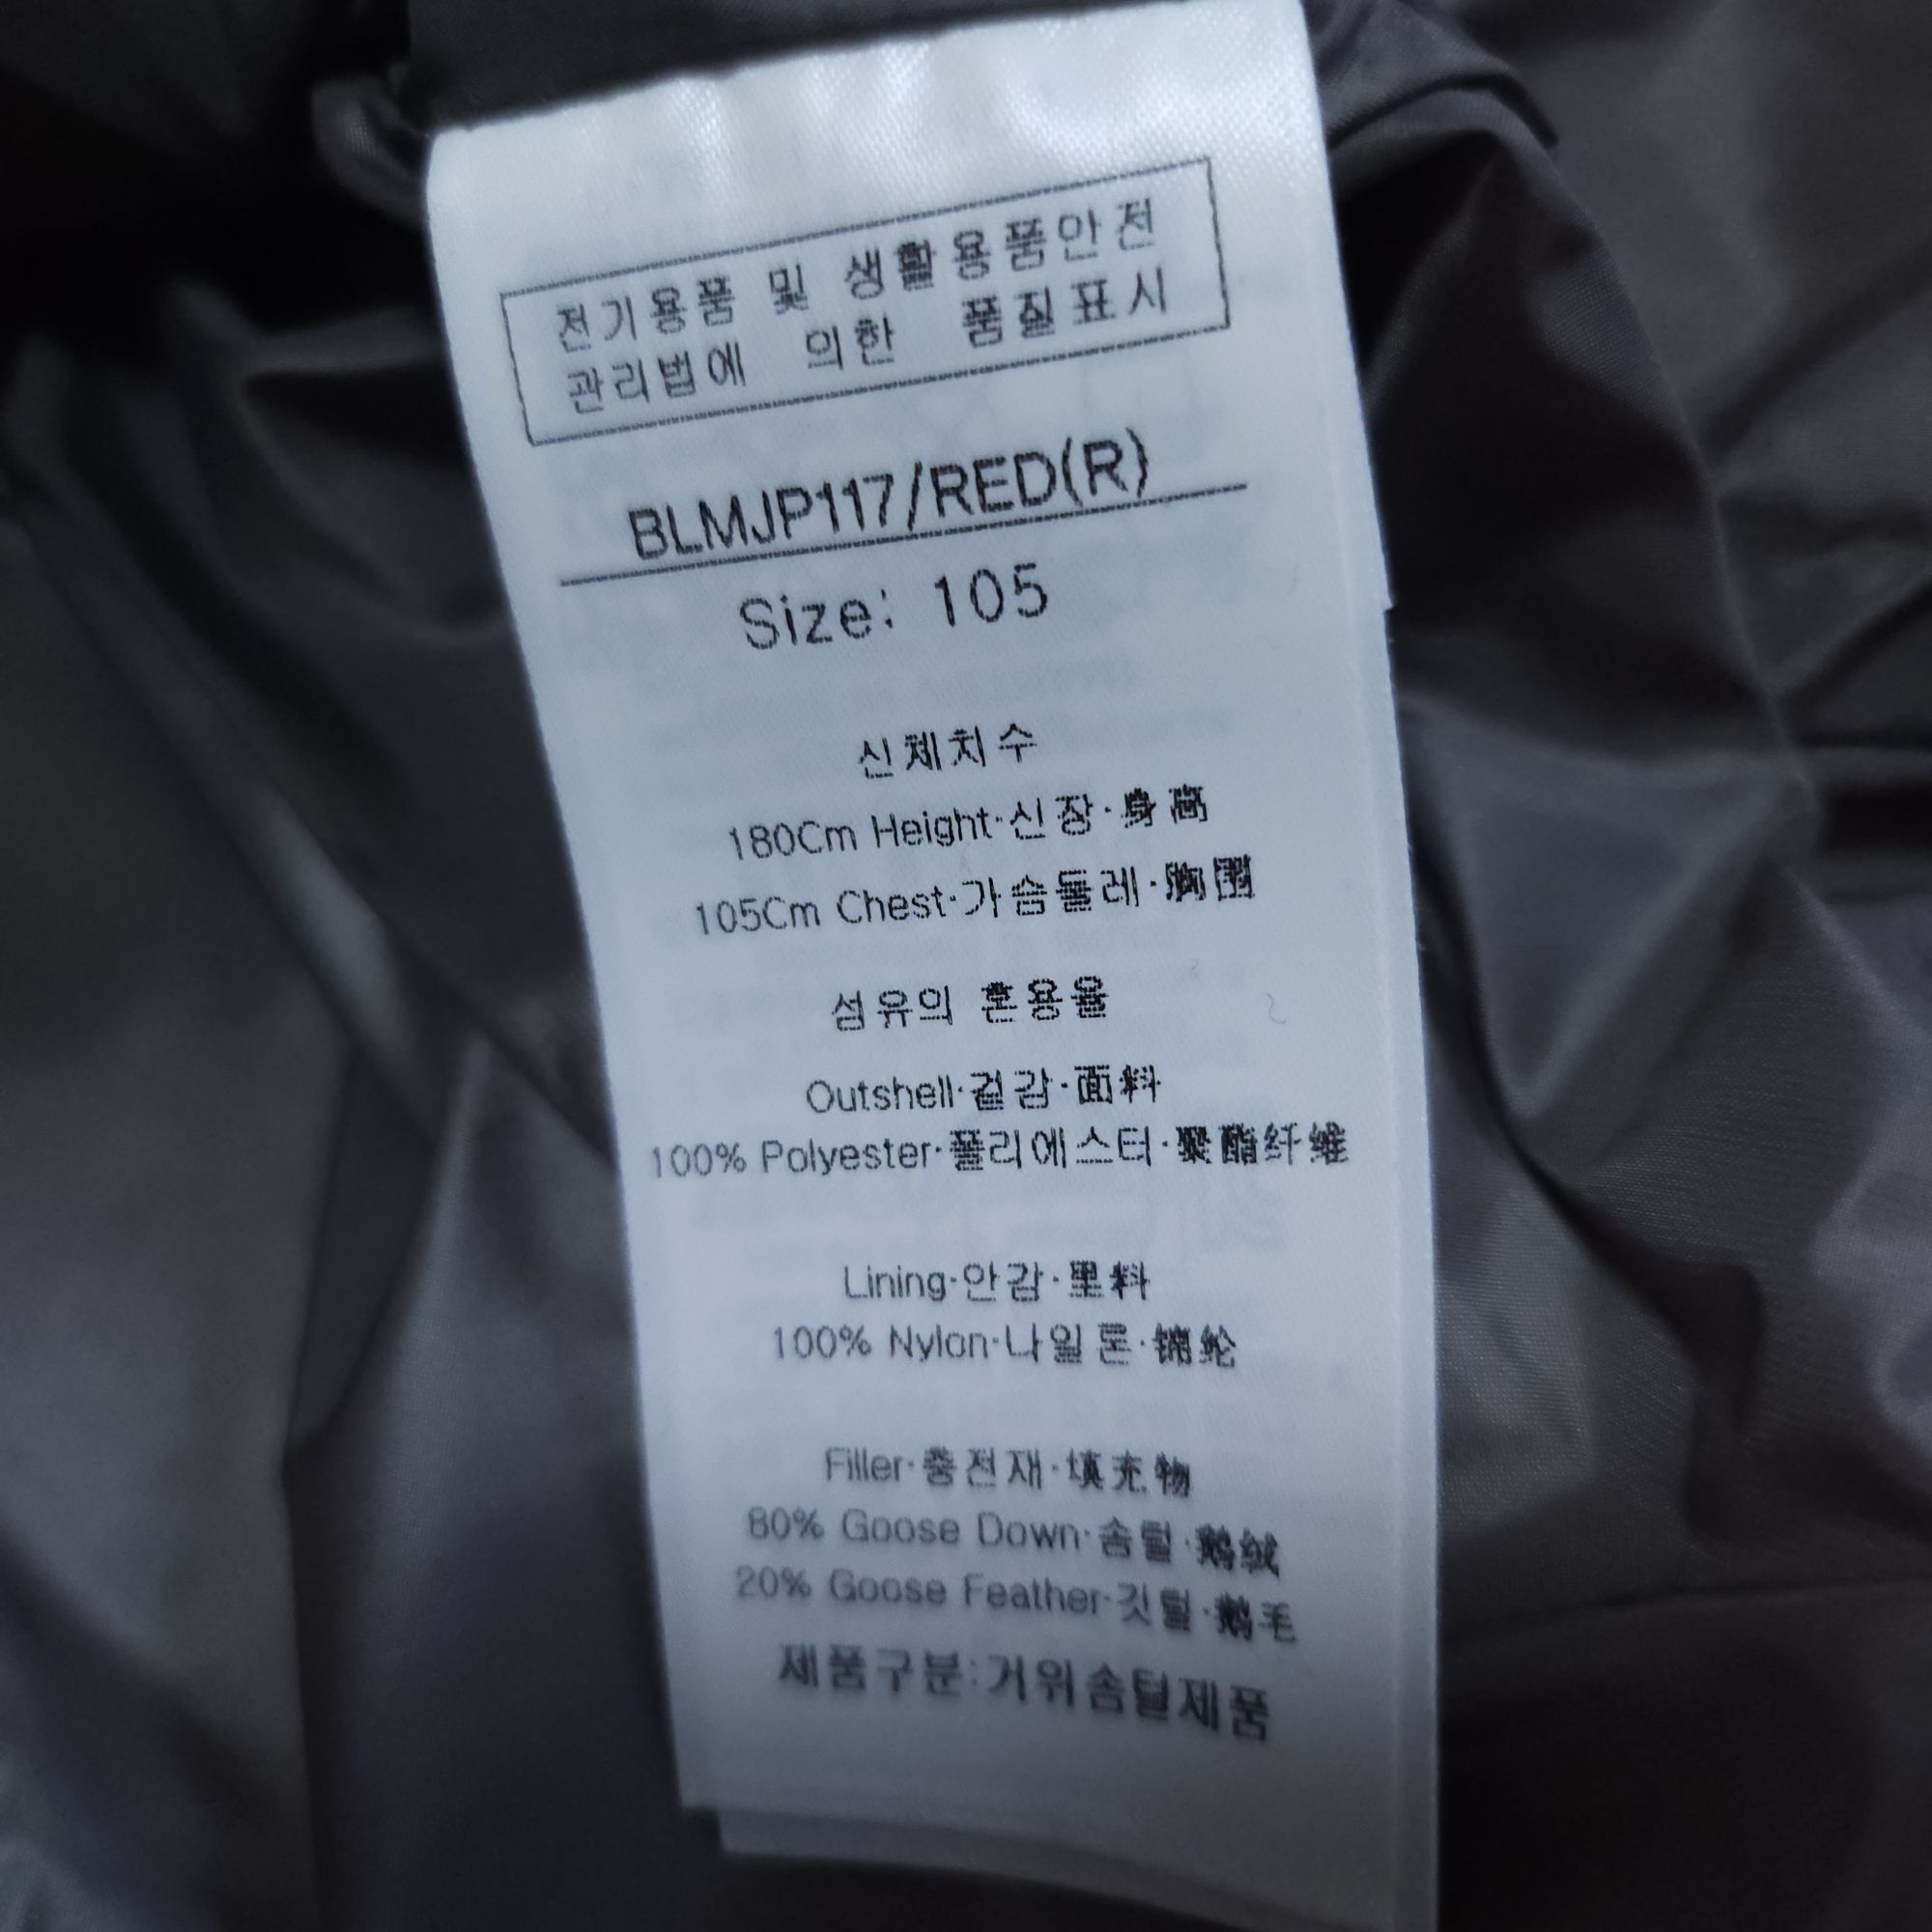 전기용품 및 생활용품안전
관리법에 의한 품질표시
BLMJP117/RED(R)
Size: 105
신체치수
180Cm Height·신장·身高
105Cm Chest·가슴둘레·胸围
섬유의 혼용율
Outshell·겉감·面料
100% Polyester·폴리에스터·聚酯纤维
Lining·안감·里料
100% Nylon·나일론·锦纶
Filler·충전재·填充物
80% Goose Down·솜털·鹅绒
20% Goose Feather·깃털·鹅毛
제품구분:거위솜털제품